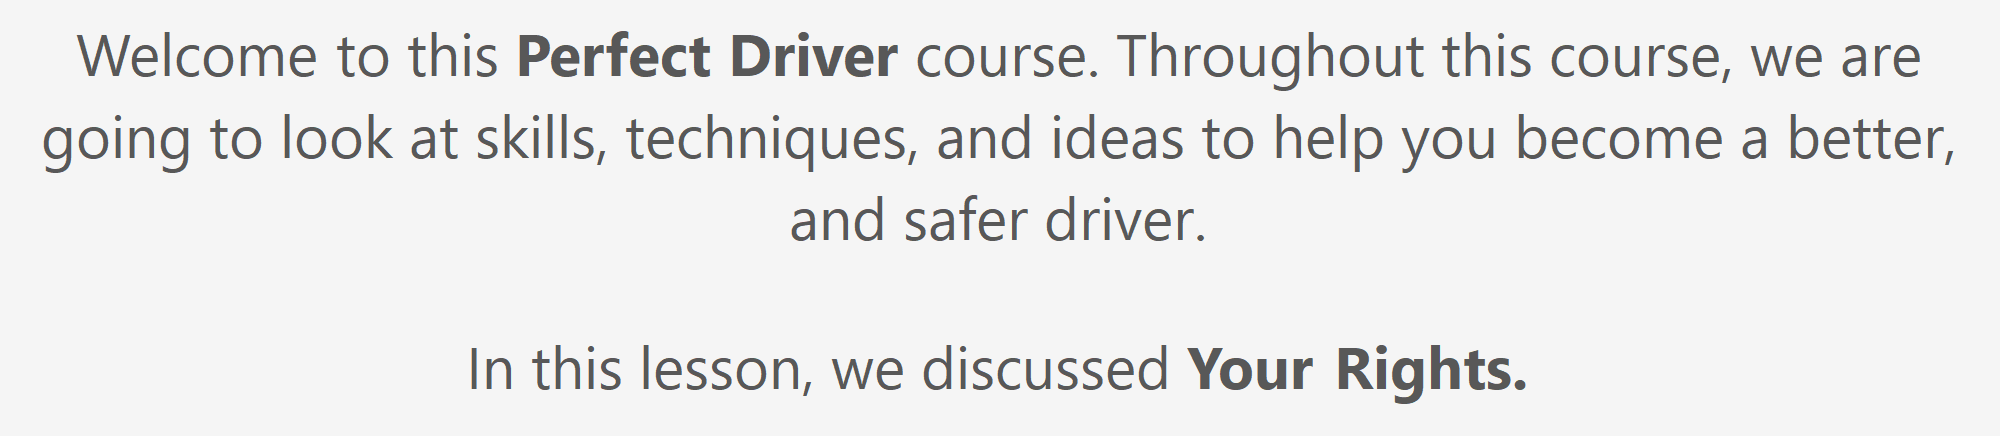 Welcome to this Perfect Driver course. Throughout this course, we are
going to look at skills, techniques, and ideas to help you become a better,
and safer driver.
In this lesson, we discussed Your Rights.